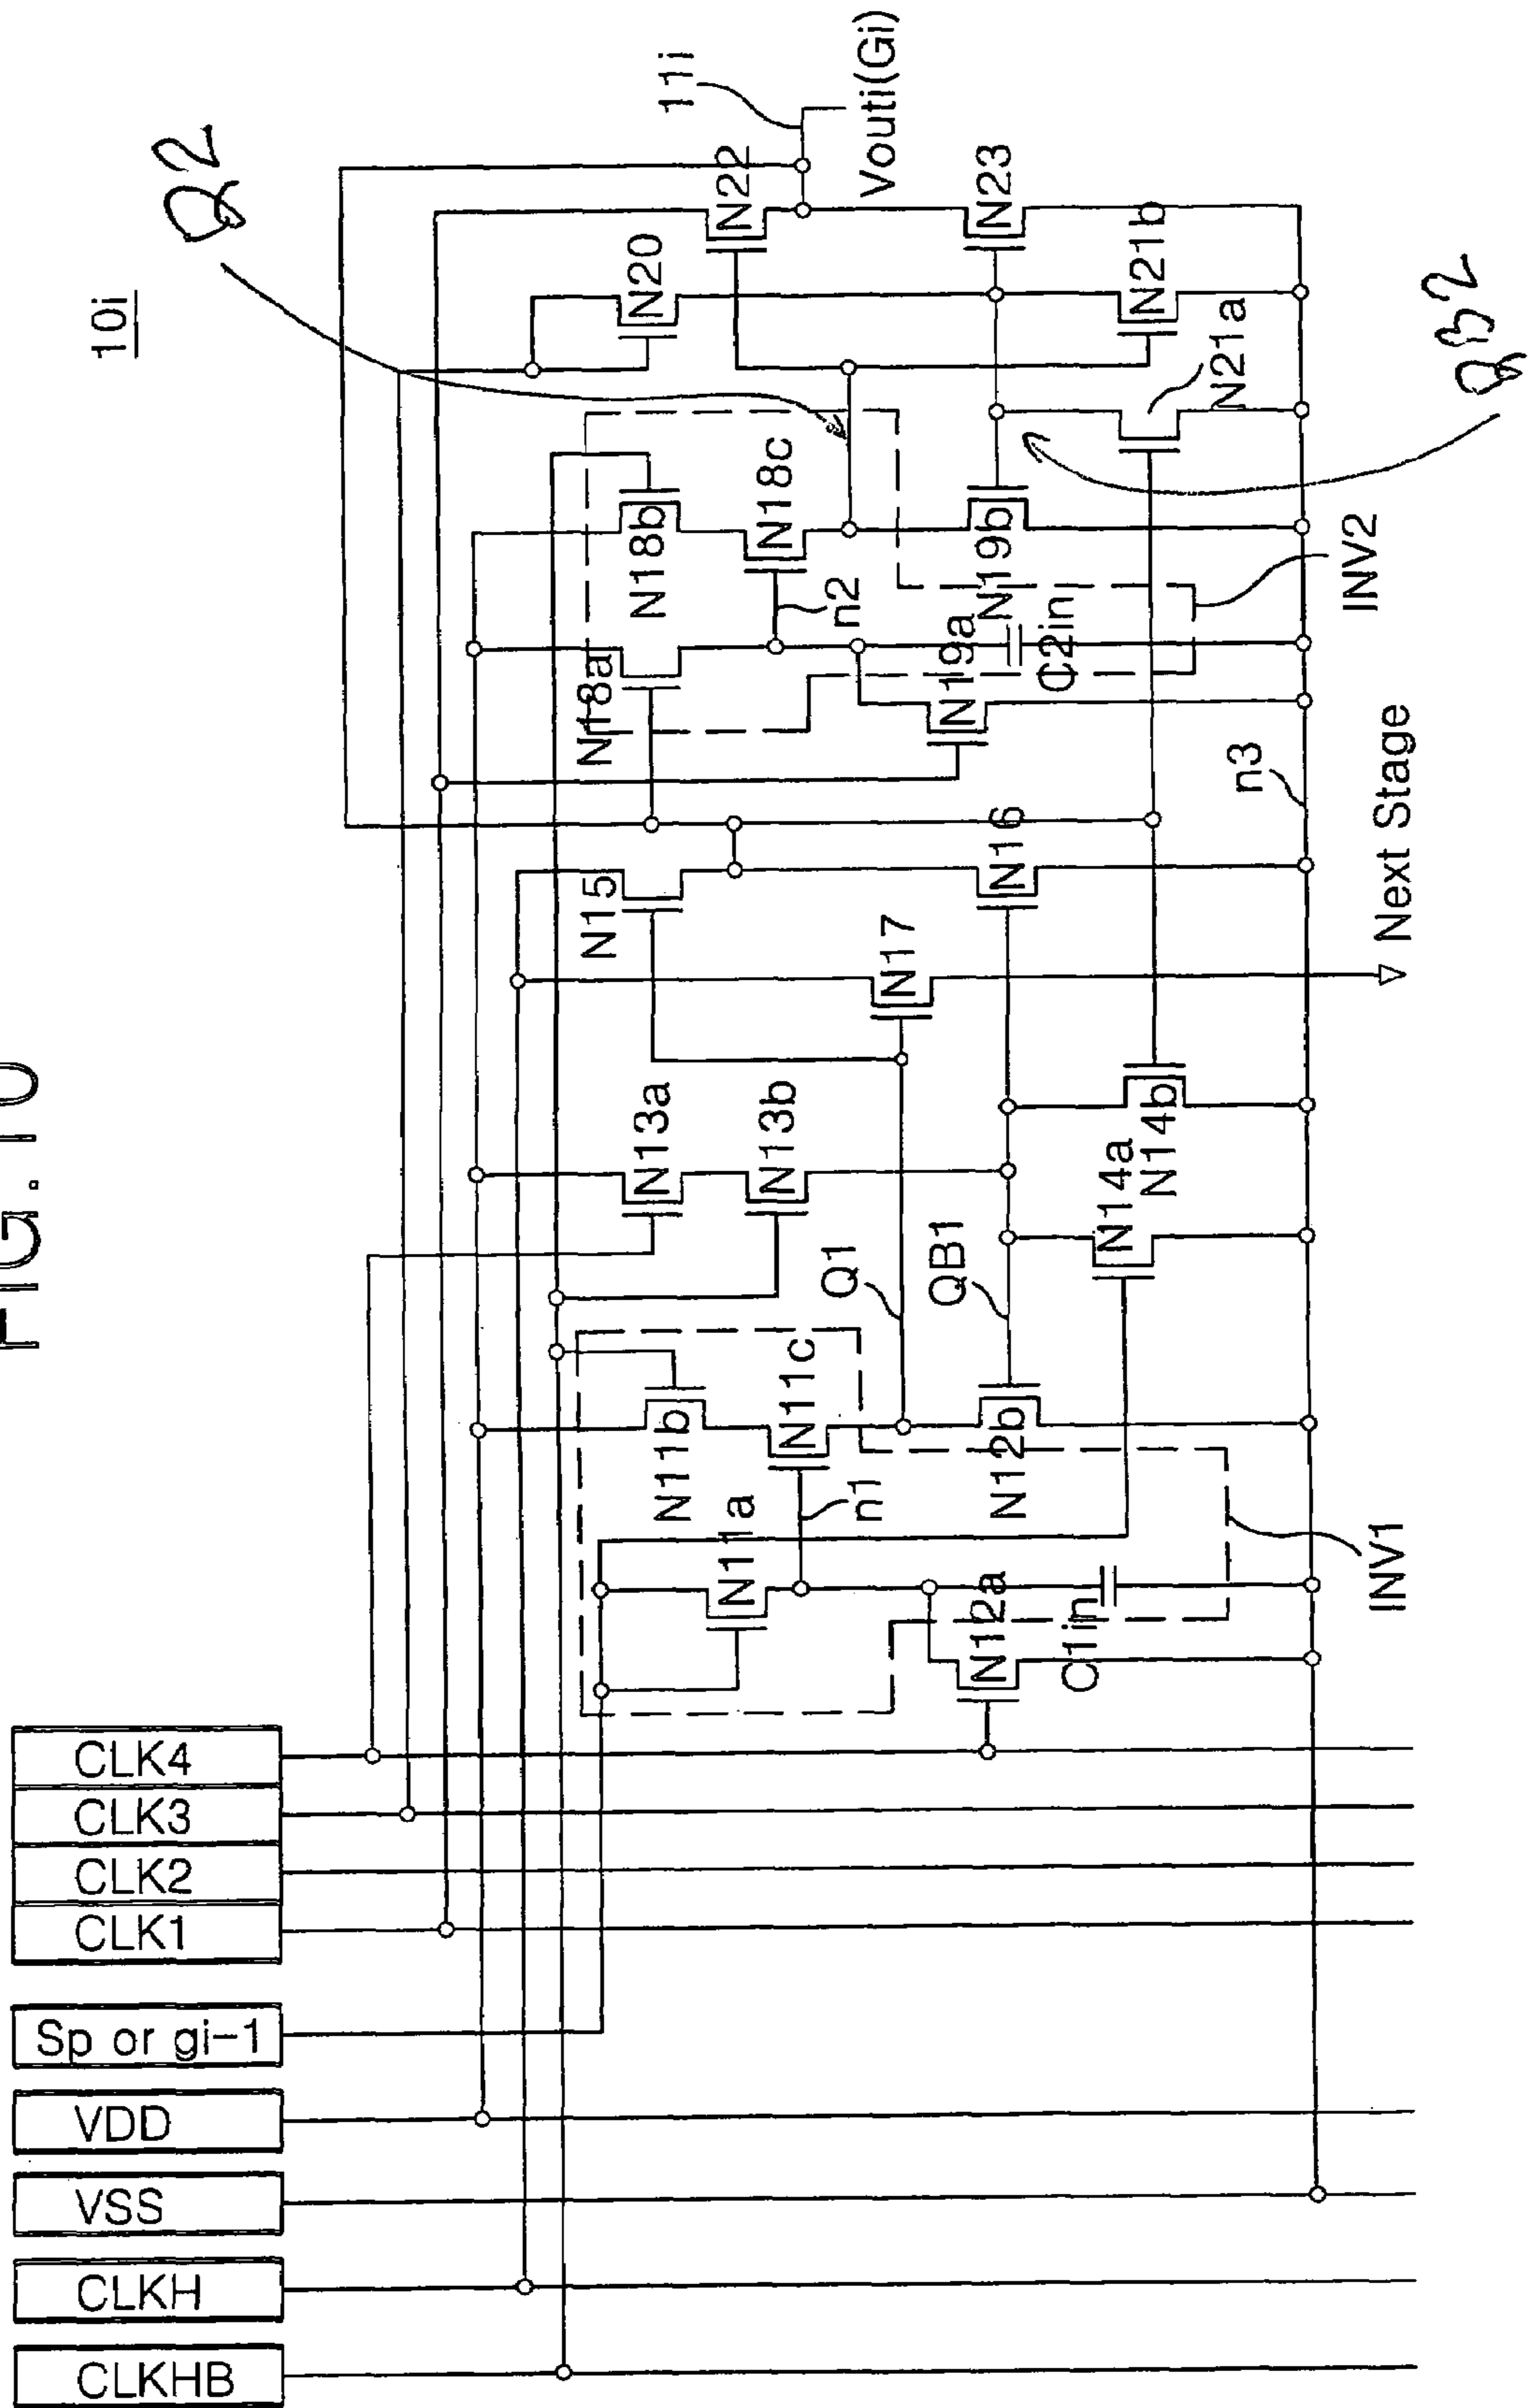 FIG. 10
10i
CLK4
CLK3
CLK2
CLK1
Sp or gi-1
VDD
VSS
CLKH
CLKHB
N11a
N11b
N11c
n1
N12a
C1in
N12b
INV1
N13a
N13b
Q1
QB1
N14a
N14b
N15
N16
N17
Next Stage
n3
N18a
N18b
N18c
n2
N19a
N19b
C2in
INV2
N20
N21a
N21b
N22
N23
11i
Vouti(Gi)
Q2
QB2